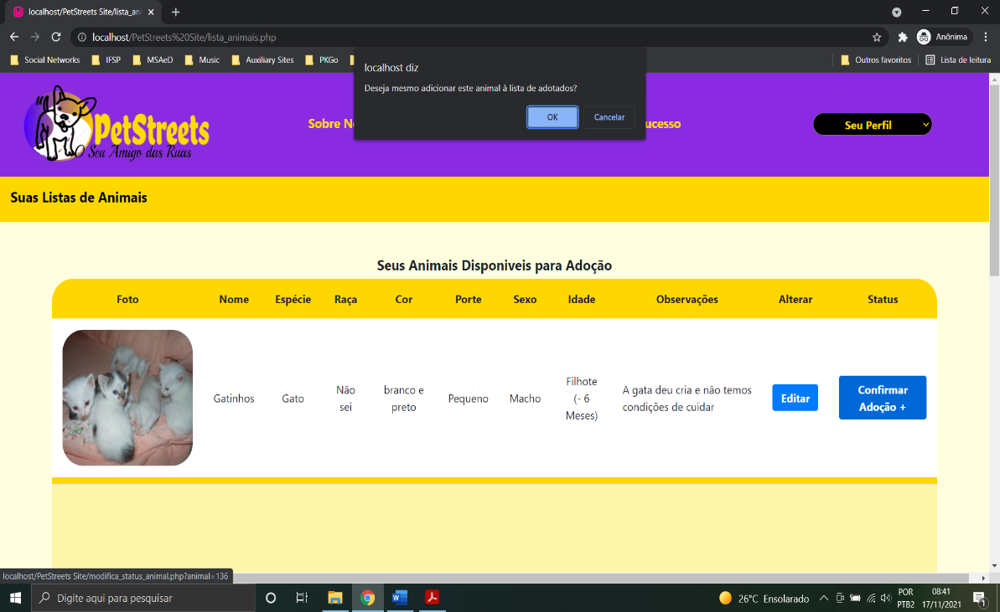 localhost/PetStreets Site/lista_ani
localhost/PetStreets%20Site/lista_animais.php
Anônima
Social Networks
IFSP
MSAeD
Music
Auxiliary Sites
PKGo
Outros favoritos
Lista de leitura
localhost diz
Deseja mesmo adicionar este animal à lista de adotados?
OK
Cancelar
PetStreets
Seu Amigo das Ruas
Sobre N
ucesso
Seu Perfil
Suas Listas de Animais
Seus Animais Disponiveis para Adoção
Foto Nome Espécie Raça Cor Porte Sexo Idade Observações Alterar Status
Gatinhos
Gato
Não
sei
branco e
preto
Pequeno
Macho
Filhote
(- 6
Meses)
A gata deu cria e não temos
condições de cuidar
Editar
Confirmar
Adoção +
localhost/PetStreets Site/modifica_status_animal.php?animal=136
Digite aqui para pesquisar
26°C Ensolarado
POR
PTB2
08:41
17/11/2021
1